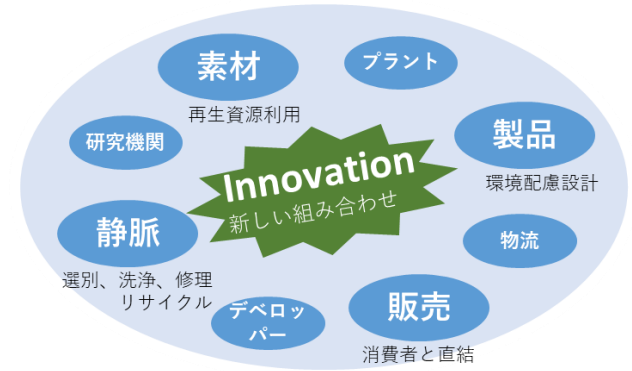 素材
プラント
再生資源利用
研究機関
製品
環境配慮設計
Innovation
新しい組み合わせ
静脈
物流
選別、洗浄、修理
リサイクル
デベロッ
パー
販売
消費者と直結